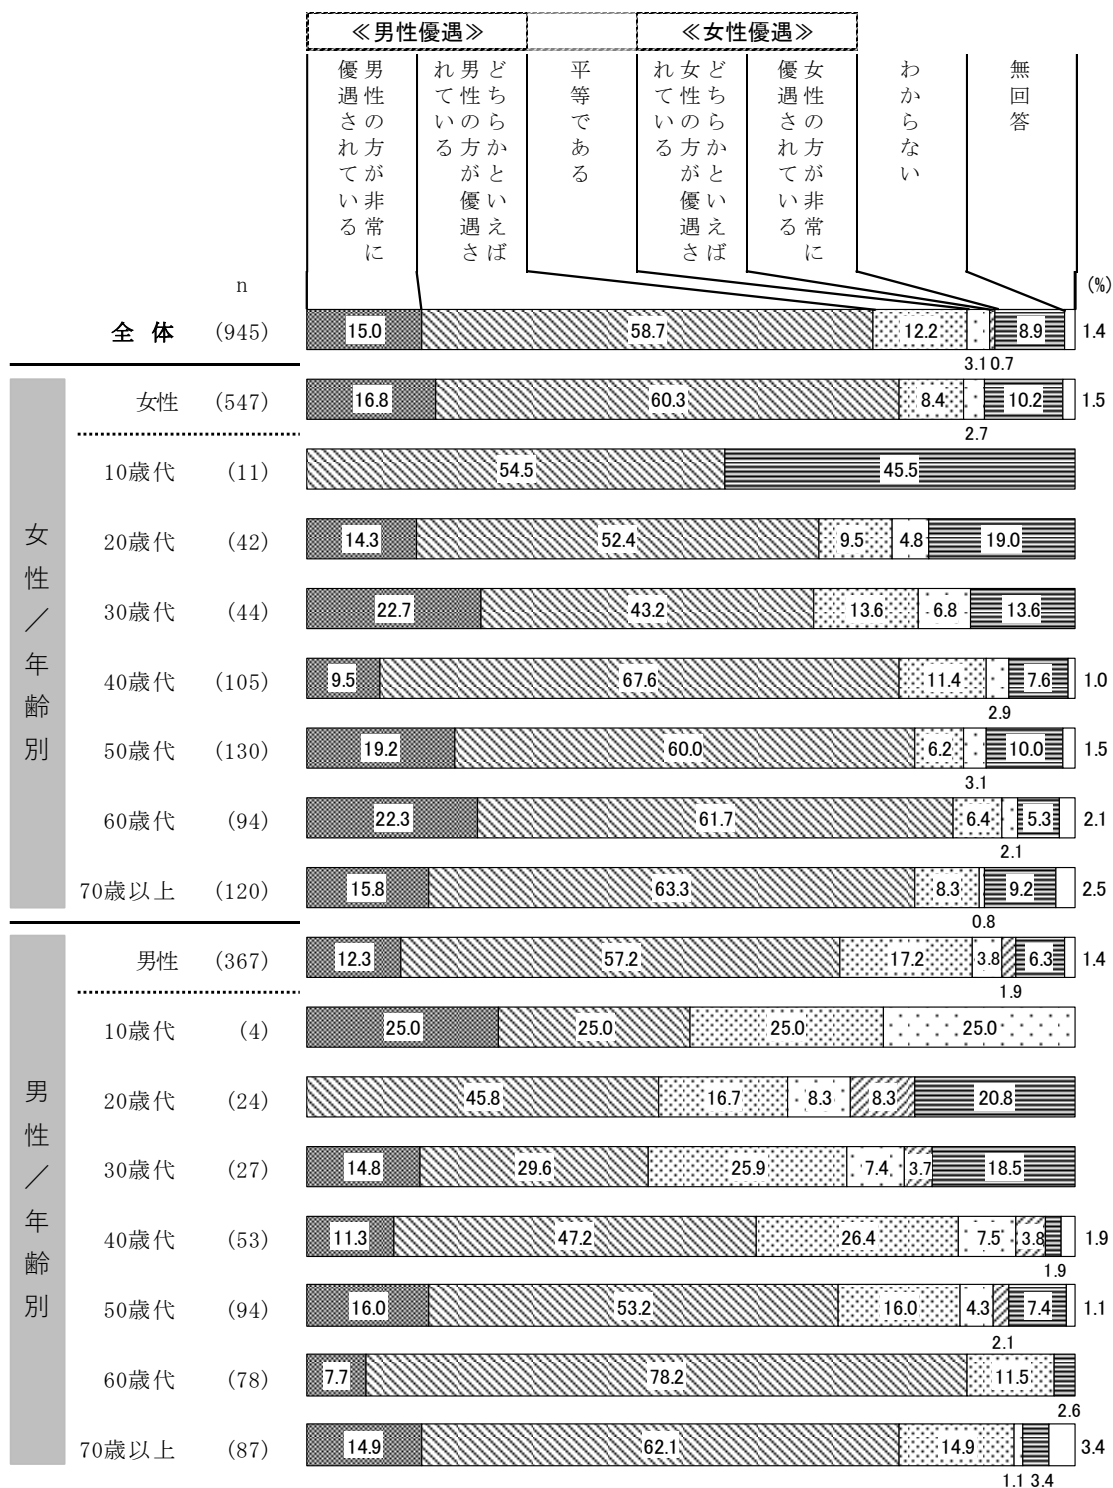 ≪男性優遇≫
≪女性優遇≫
男性の方が非常に
優遇されている
どちらかといえば
男性の方が優遇さ
れている
平等である
どちらかといえば
女性の方が優遇さ
れている
女性の方が非常に
優遇されている
わからない
無回答
n
(%)
全 体 (945) 15.0 58.7 12.2 8.9 1.4
3.1 0.7
女性/年齢別
女性 (547) 16.8 60.3 8.4 10.2 1.5
2.7
10歳代 (11) 54.5 45.5
20歳代 (42) 14.3 52.4 9.5 4.8 19.0
30歳代 (44) 22.7 43.2 13.6 6.8 13.6
40歳代 (105) 9.5 67.6 11.4 7.6 1.0
2.9
50歳代 (130) 19.2 60.0 6.2 10.0 1.5
3.1
60歳代 (94) 22.3 61.7 6.4 5.3 2.1
2.1
70歳以上 (120) 15.8 63.3 8.3 9.2 2.5
0.8
男性/年齢別
男性 (367) 12.3 57.2 17.2 3.8 6.3 1.4
1.9
10歳代 (4) 25.0 25.0 25.0 25.0
20歳代 (24) 45.8 16.7 8.3 8.3 20.8
30歳代 (27) 14.8 29.6 25.9 7.4 3.7 18.5
40歳代 (53) 11.3 47.2 26.4 7.5 3.8 1.9
1.9
50歳代 (94) 16.0 53.2 16.0 4.3 7.4 1.1
2.1
60歳代 (78) 7.7 78.2 11.5
2.6
70歳以上 (87) 14.9 62.1 14.9 3.4
1.1 3.4